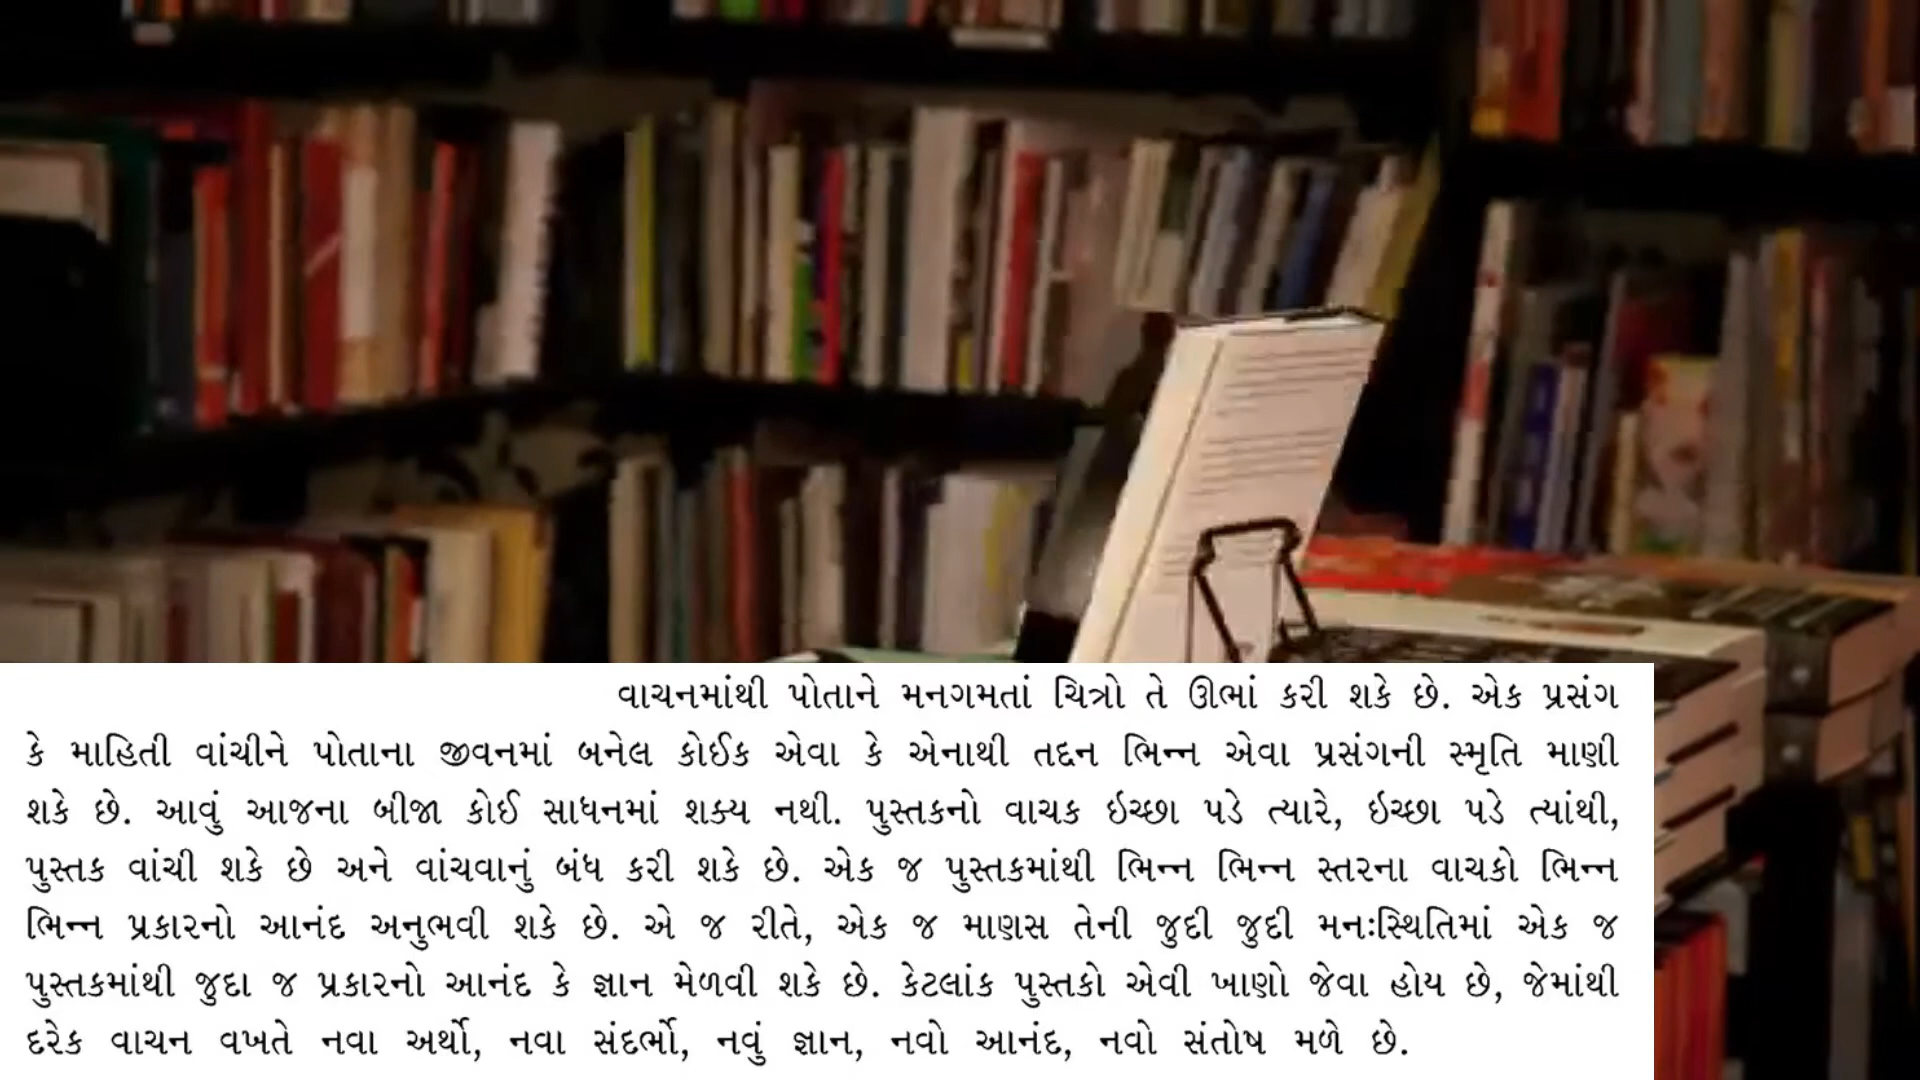 વાચનમાંથી પોતાને મનગમતાં ચિત્રો તે ઊભાં કરી શકે છે. એક પ્રસંગ
કે માહિતી વાંચીને પોતાના જીવનમાં બનેલ કોઈક એવા કે એનાથી તદ્દન ભિન્ન એવા પ્રસંગની સ્મૃતિ માણી
શકે છે. આવું આજના બીજા કોઈ સાધનમાં શક્ય નથી. પુસ્તકનો વાચક ઇચ્છા પડે ત્યારે, ઇચ્છા પડે ત્યાંથી,
પુસ્તક વાંચી શકે છે અને વાંચવાનું બંધ કરી શકે છે. એક જ પુસ્તકમાંથી ભિન્ન ભિન્ન સ્તરના વાચકો ભિન્ન
ભિન્ન પ્રકારનો આનંદ અનુભવી શકે છે. એ જ રીતે, એક જ માણસ તેની જુદી જુદી મનઃસ્થિતિમાં એક જ
પુસ્તકમાંથી જુદા જ પ્રકારનો આનંદ કે જ્ઞાન મેળવી શકે છે. કેટલાંક પુસ્તકો એવી ખાણો જેવા હોય છે, જેમાંથી
દરેક વાચન વખતે નવા અર્થો, નવા સંદર્ભો, નવું જ્ઞાન, નવો આનંદ, નવો સંતોષ મળે છે.